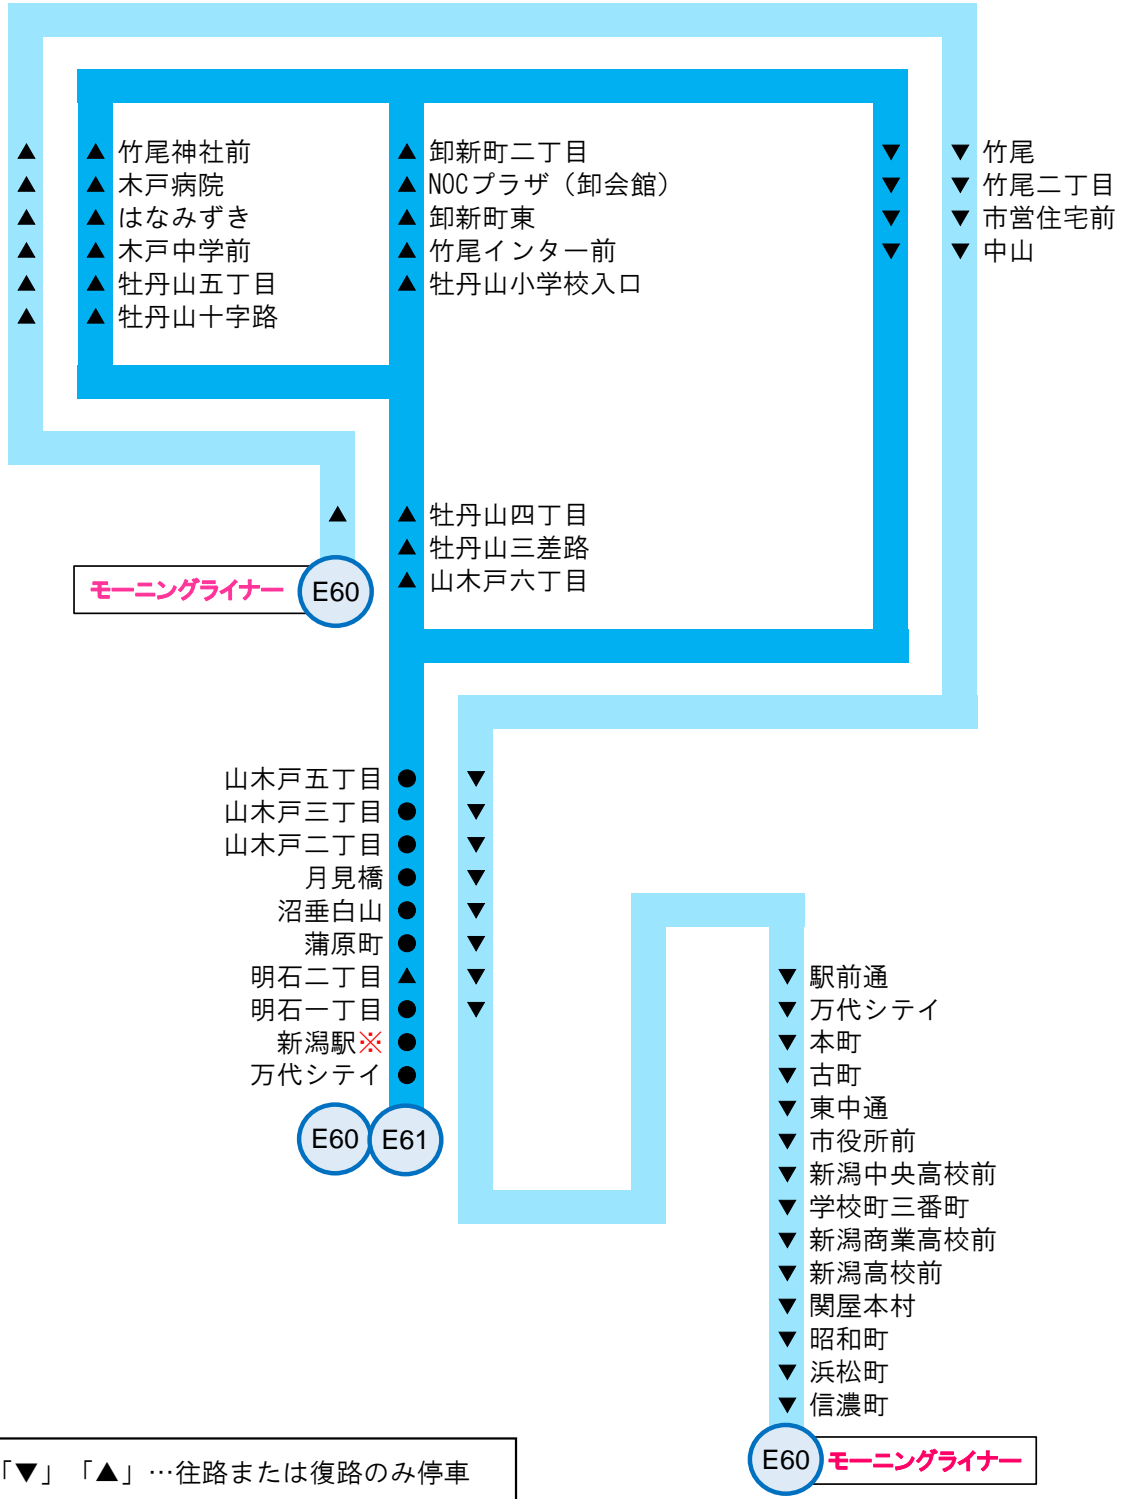 竹尾神社前
木戸病院
はなみずき
木戸中学前
牡丹山五丁目
牡丹山十字路
卸新町二丁目
NOCプラザ（卸会館）
卸新町東
竹尾インター前
牡丹山小学校入口
竹尾
竹尾二丁目
市営住宅前
中山
牡丹山四丁目
牡丹山三差路
山木戸六丁目
モーニングライナー
E60
山木戸五丁目
山木戸三丁目
山木戸二丁目
月見橋
沼垂白山
蒲原町
明石二丁目
明石一丁目
新潟駅※
万代シテイ
E60
E61
駅前通
万代シテイ
本町
古町
東中通
市役所前
新潟中央高校前
学校町三番町
新潟商業高校前
新潟高校前
関屋本村
昭和町
浜松町
信濃町
E60
モーニングライナー
「▼」「▲」…往路または復路のみ停車